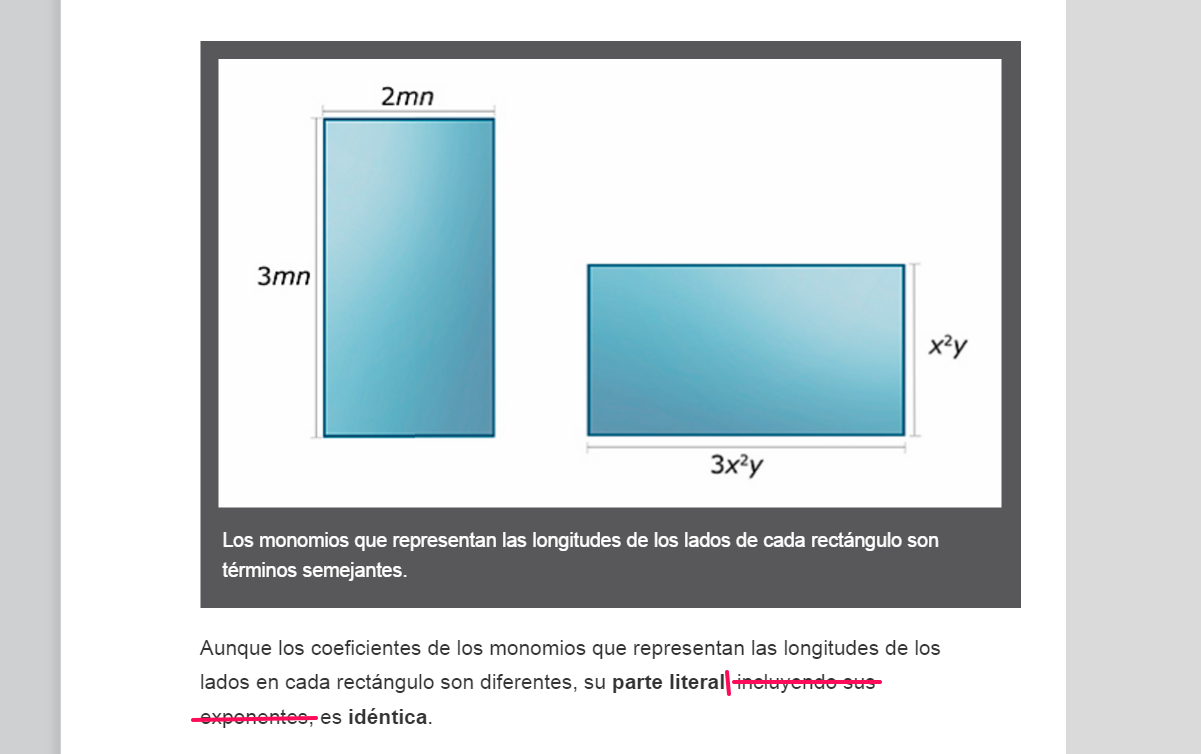 2mn
3mn
x²y
3x²y
Los monomios que representan las longitudes de los lados de cada rectángulo son
términos semejantes.
Aunque los coeficientes de los monomios que representan las longitudes de los
lados en cada rectángulo son diferentes, su parte literal incluyendo sus
exponentes, es idéntica.